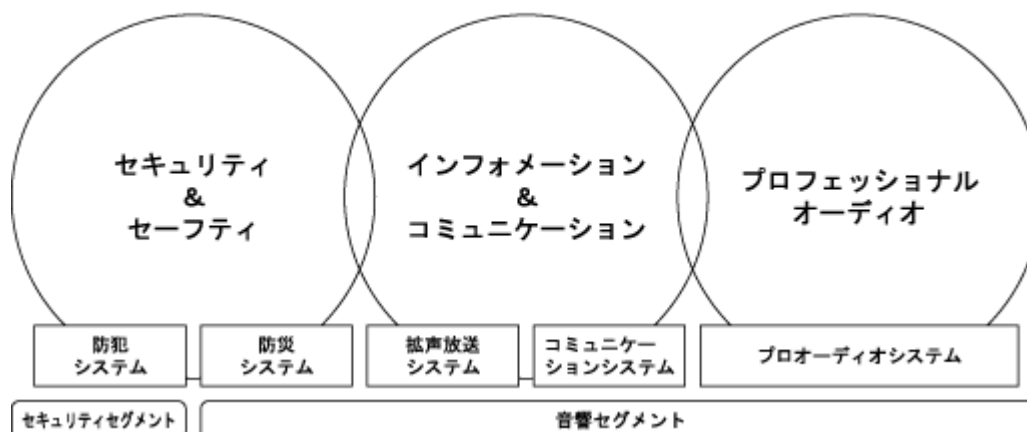 セキュリティ
&
セーフティ
インフォメーション
&
コミュニケーション
プロフェッショナル
オーディオ
防犯
システム
防災
システム
拡声放送
システム
コミュニケー
ションシステム
プロオーディオシステム
セキュリティセグメント
音響セグメント